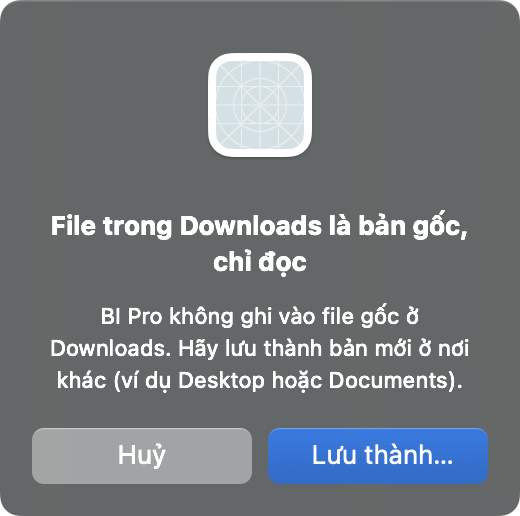 File trong Downloads là bản gốc,
chỉ đọc
BI Pro không ghi vào file gốc ở
Downloads. Hãy lưu thành bản mới ở nơi
khác (ví dụ Desktop hoặc Documents).
Huỷ
Lưu thành...